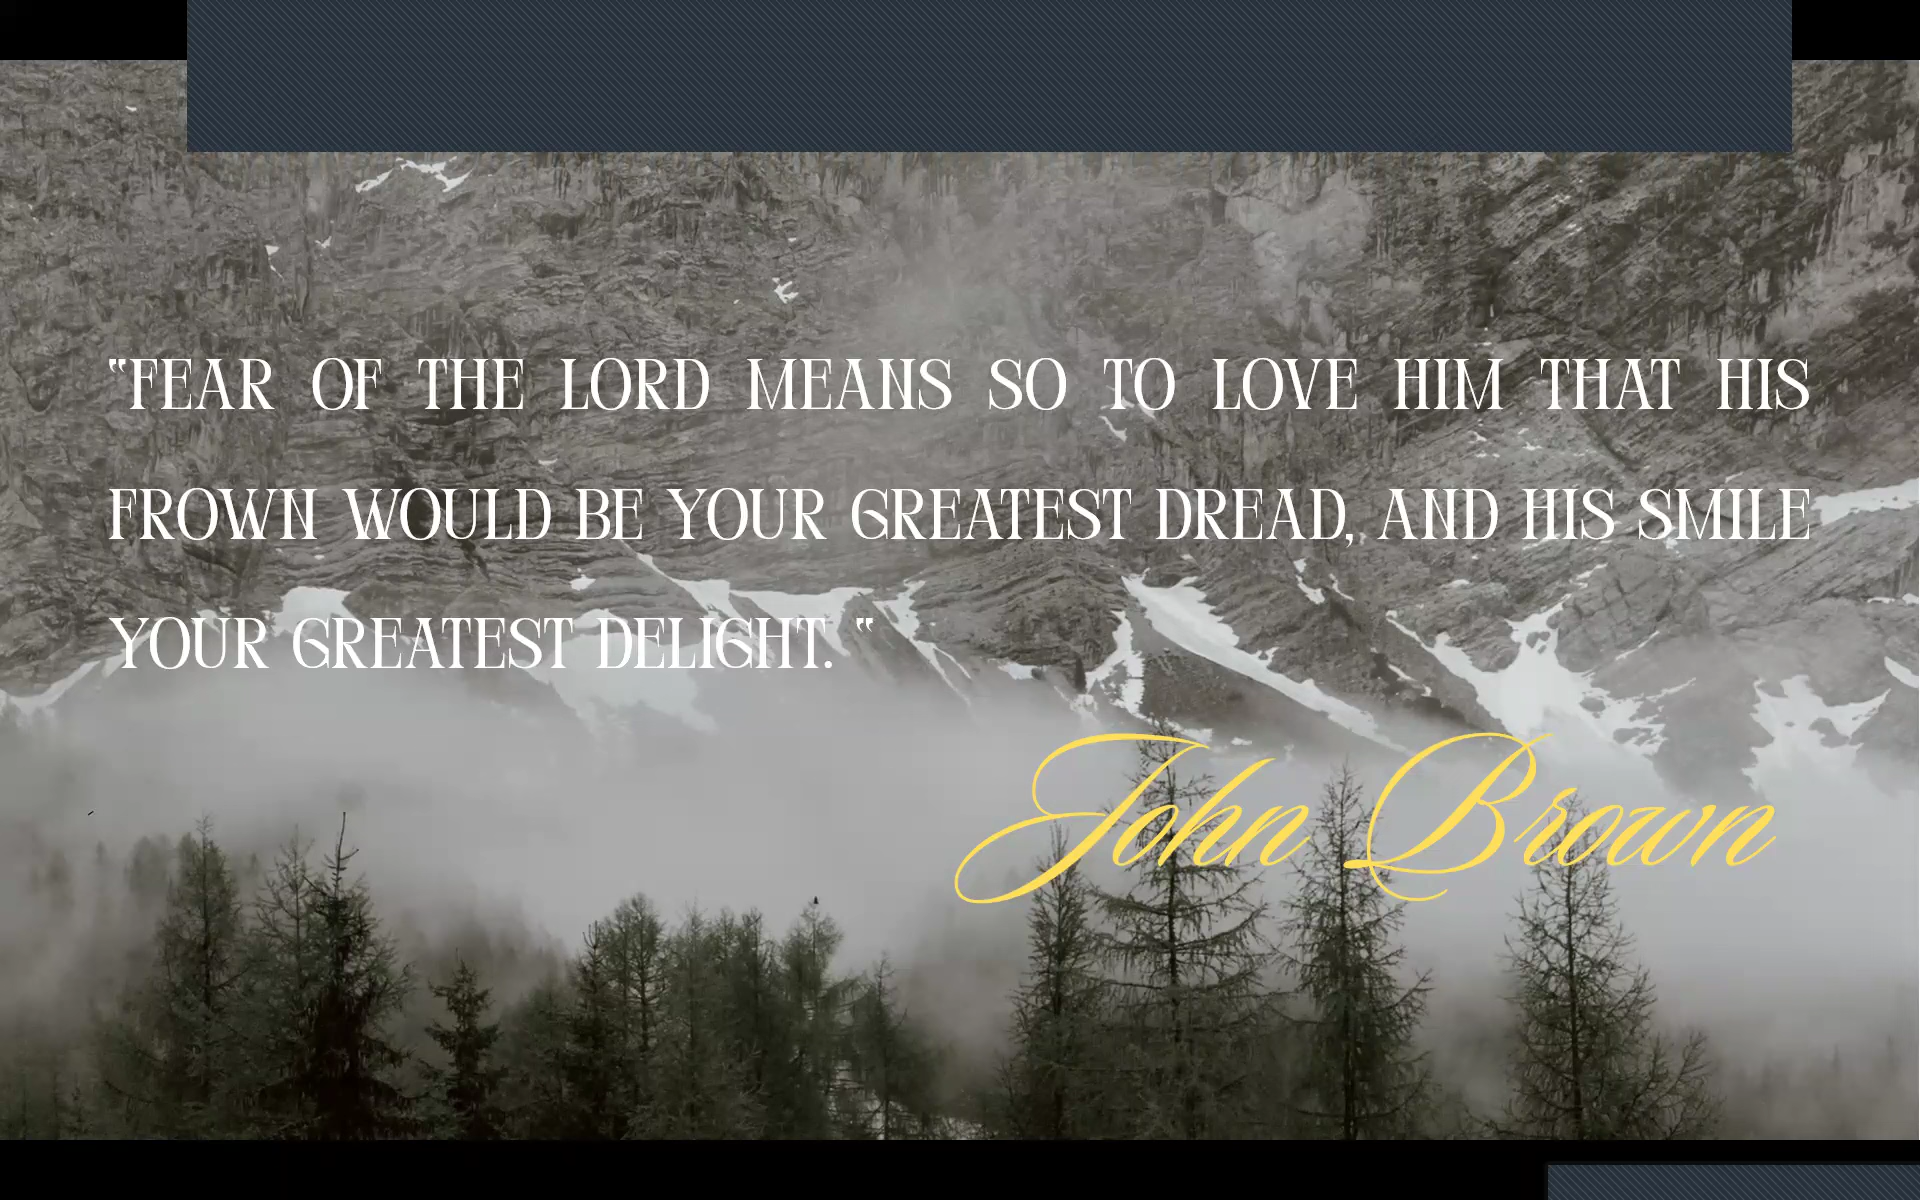 “FEAR OF THE LORD MEANS SO TO LOVE HIM THAT HIS
FROWN WOULD BE YOUR GREATEST DREAD, AND HIS SMILE
YOUR GREATEST DELIGHT. “
John Brown